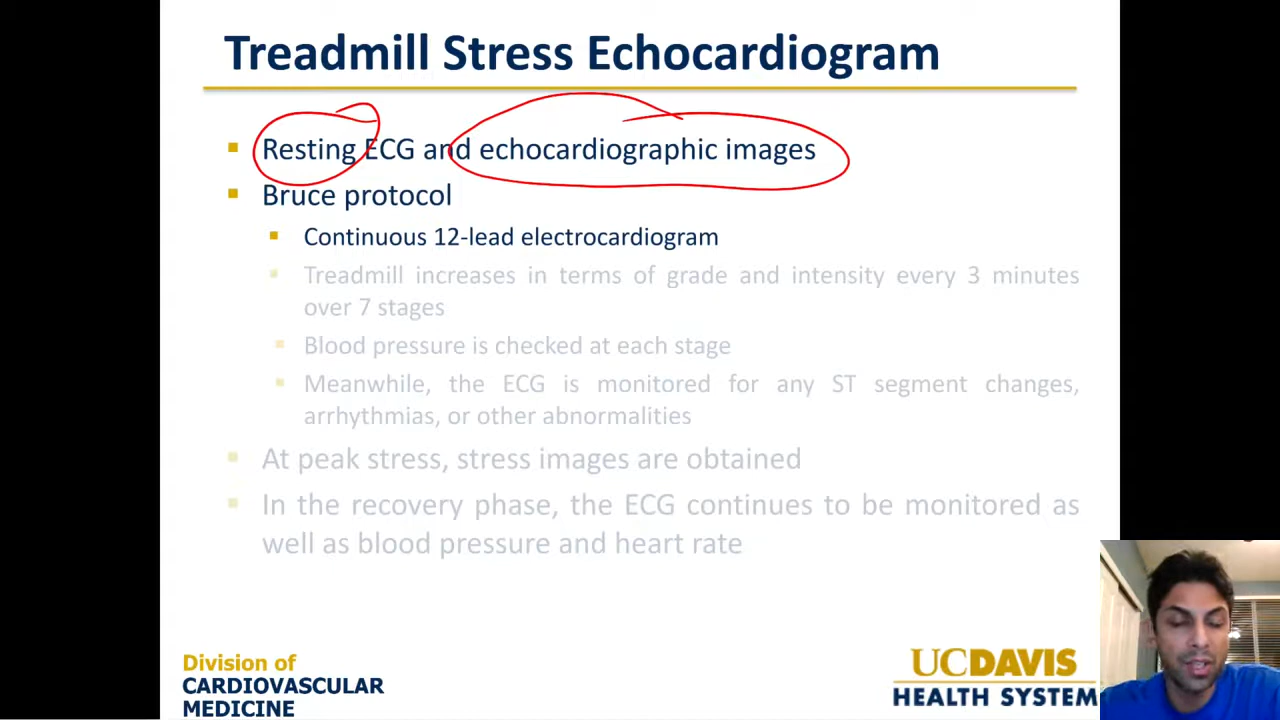 Treadmill Stress Echocardiogram
Resting ECG and echocardiographic images
Bruce protocol
Continuous 12-lead electrocardiogram
Treadmill increases in terms of grade and intensity every 3 minutes
over 7 stages
Blood pressure is checked at each stage
Meanwhile, the ECG is monitored for any ST segment changes,
arrhythmias, or other abnormalities
At peak stress, stress images are obtained
In the recovery phase, the ECG continues to be monitored as
well as blood pressure and heart rate
Division of
CARDIOVASCULAR
MEDICINE
UCDAVIS
HEALTH SYSTEM